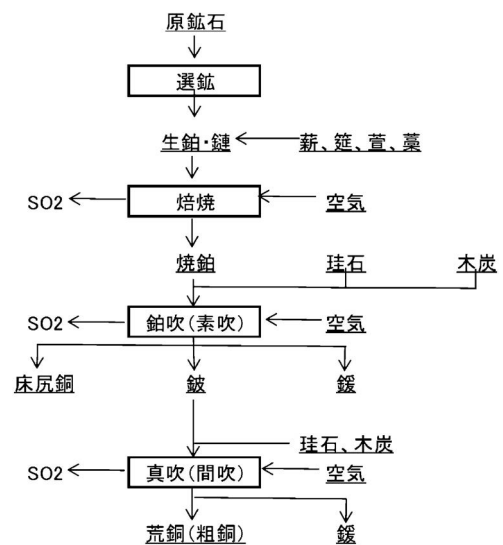 原鉱石
選鉱
生鉑・鏈
薪、筵、萱、藁
SO2
焙焼
空気
焼鉑
珪石
木炭
SO2
鉑吹(素吹)
空気
床尻銅
鈹
鍰
珪石、木炭
SO2
真吹(間吹)
空気
荒銅(粗銅)
鍰